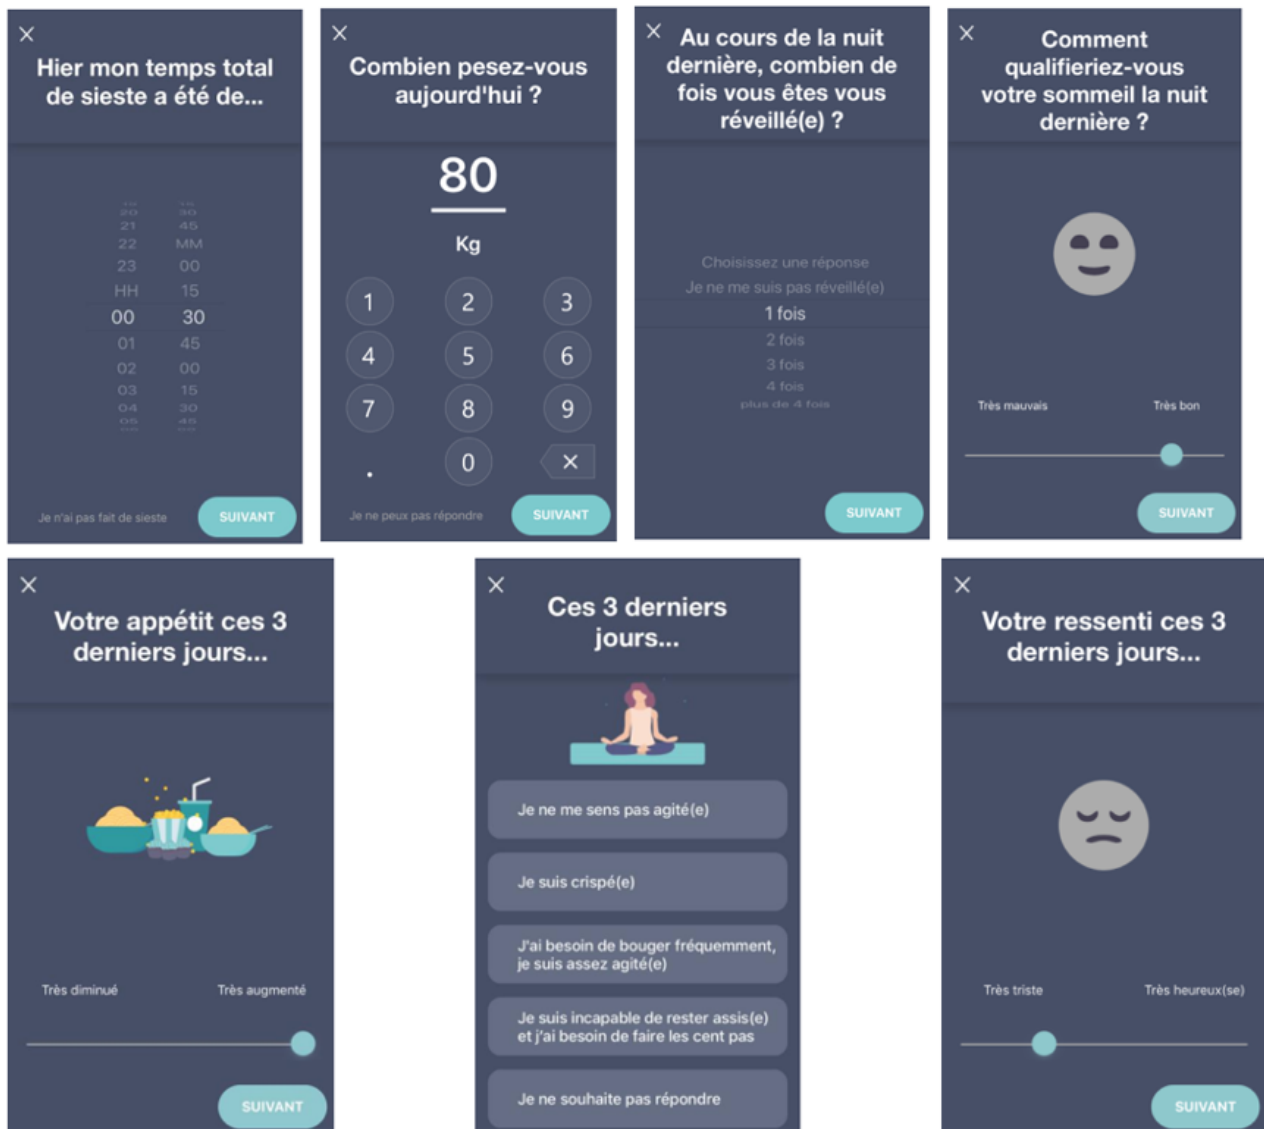 Hier mon temps total
de sieste a été de...
20 30
21 45
22 MM
23 00
HH 15
00 30
01 45
02 00
03 15
04 30
05 45
Je n'ai pas fait de sieste
SUIVANT
Combien pesez-vous
aujourd'hui ?
80
Kg
1 2 3
4 5 6
7 8 9
. 0
Je ne peux pas répondre
SUIVANT
Au cours de la nuit
dernière, combien de
fois vous êtes vous
réveillé(e) ?
Choisissez une réponse
Je ne me suis pas réveillé(e)
1 fois
2 fois
3 fois
4 fois
plus de 4 fois
SUIVANT
Comment
qualifieriez-vous
votre sommeil la nuit
dernière ?
Très mauvais Très bon
SUIVANT
Votre appétit ces 3
derniers jours...
Très diminué Très augmenté
SUIVANT
Ces 3 derniers
jours...
Je ne me sens pas agité(e)
Je suis crispé(e)
J'ai besoin de bouger fréquemment,
je suis assez agité(e)
Je suis incapable de rester assis(e)
et j'ai besoin de faire les cent pas
Je ne souhaite pas répondre
Votre ressenti ces 3
derniers jours...
Très triste Très heureux(se)
SUIVANT